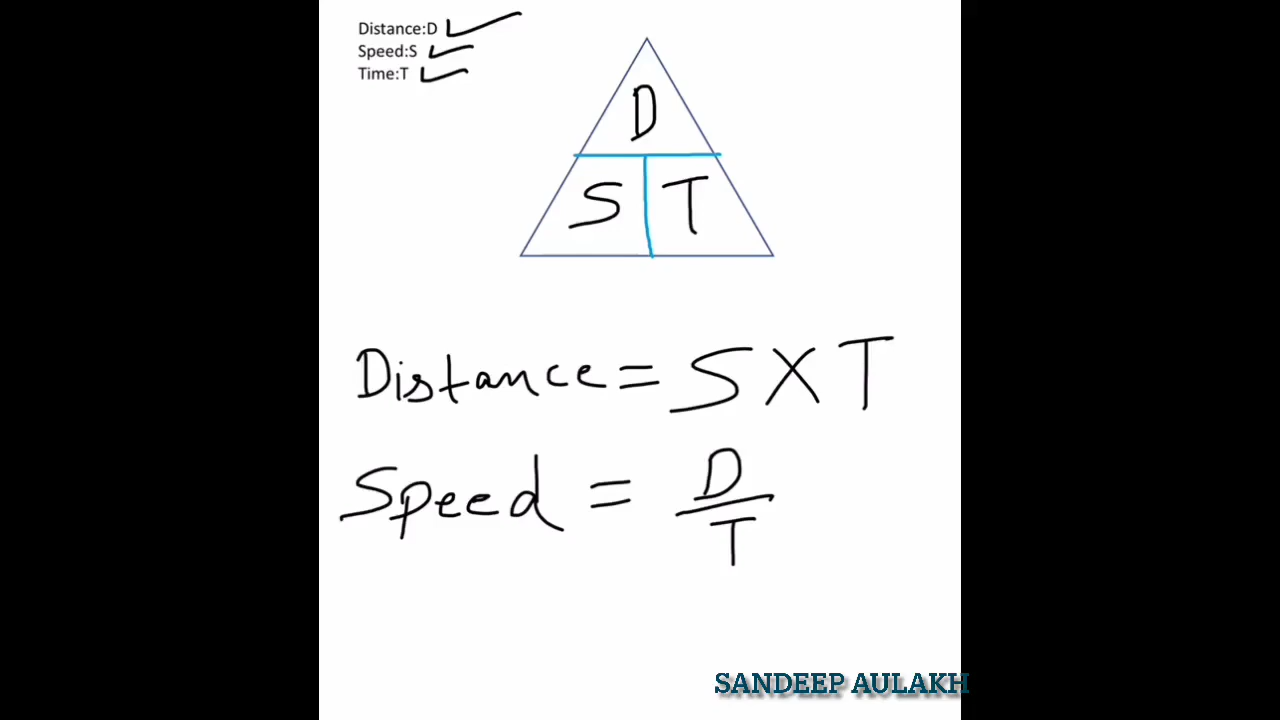 Distance:D
Speed:S
Time:T
D
S T
Distance = S X T
Speed = D
T
SANDEEP AULAKH